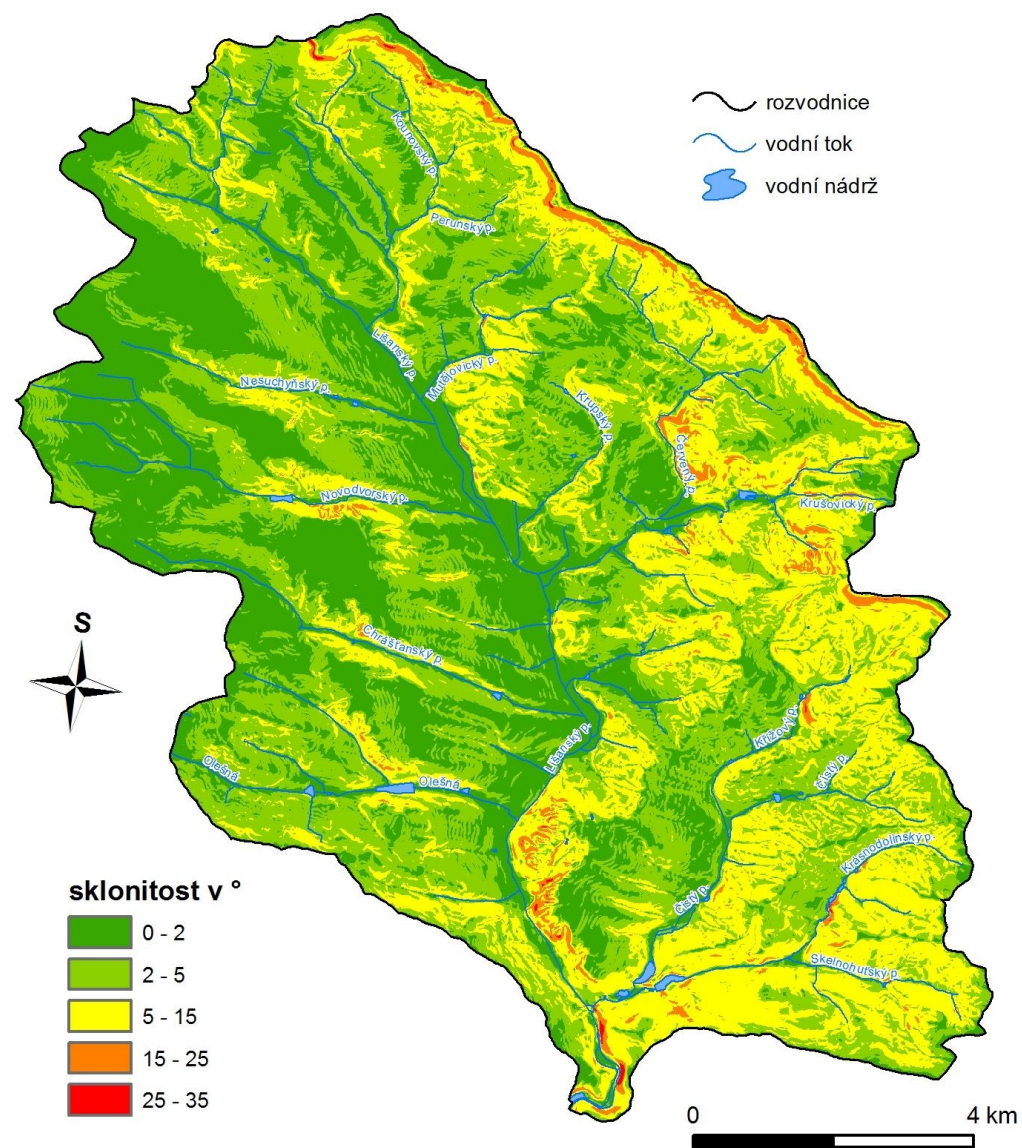 rozvodnice
vodní tok
vodní nádrž
Kounovský p.
Perunský p.
Lišanský p.
Mutějovický p.
Nesuchyňský p.
Krupský p.
Červený p.
Novodvorský p.
Krušovický p.
S
Chrášťanský p.
Lišanský p.
Křížový p.
Olešná
Olešná
Čistý p.
Krásnodolinský p.
Čistý p.
Skelnohuťský p.
sklonitost v °
0 - 2
2 - 5
5 - 15
15 - 25
25 - 35
0 4 km